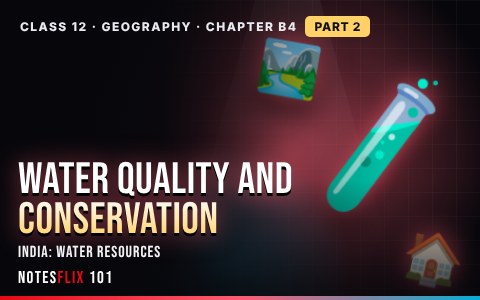 CLASS 12 · GEOGRAPHY · CHAPTER B4 PART 2
WATER QUALITY AND
CONSERVATION
INDIA: WATER RESOURCES
NOTESFLIX 101